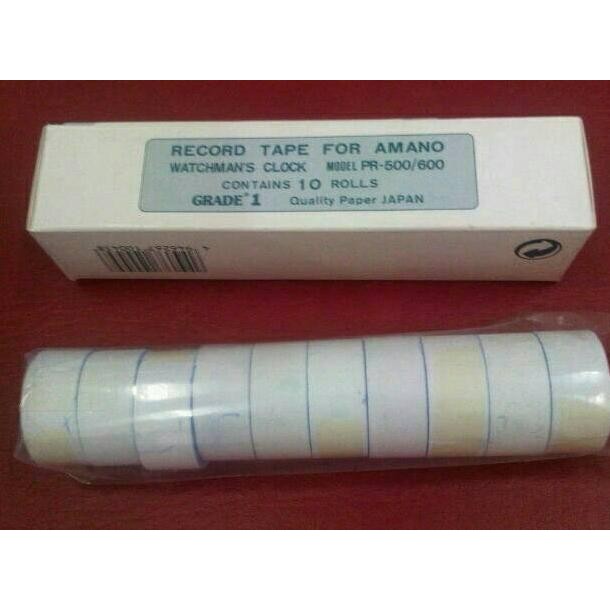 RECORD TAPE FOR AMANO
WATCHMAN'S CLOCK MODEL PR-500/600
CONTAINS 10 ROLLS
GRADE #1 Quality Paper JAPAN